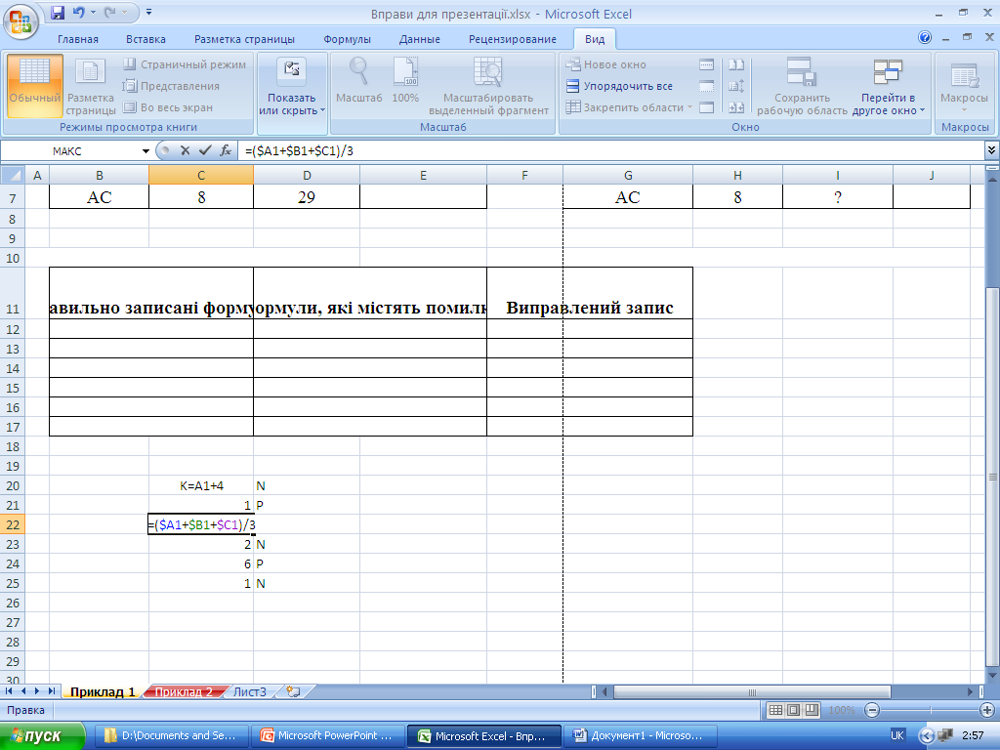 Вправи для презентації.xlsx - Microsoft Excel
Главная Вставка Разметка страницы Формулы Данные Рецензирование Вид
Обычный Разметка страницы Страничный режим Представления Во весь экран
Режимы просмотра книги
Показать или скрыть
Масштаб 100% Масштабировать выделенный фрагмент
Масштаб
Новое окно Упорядочить все Закрепить области
Сохранить рабочую область Перейти в другое окно
Окно
Макросы
Макросы
МАКС fx =($A1+$B1+$C1)/3
A B C D E F G H I J
7 AC 8 29 AC 8 ?
8
9
10
11 авильно записані форму ормули, які містять помилк Виправлений запис
12
13
14
15
16
17
18
19
20 K=A1+4 N
21 1 P
22 =($A1+$B1+$C1)/3
23 2 N
24 6 P
25 1 N
26
27
28
29
30
Приклад 1 Приклад 2 Лист3
Правка 100%
пуск D:\Documents and Se... Microsoft PowerPoint ... Microsoft Excel - Впр... Документ1 - Microso... UK 2:57